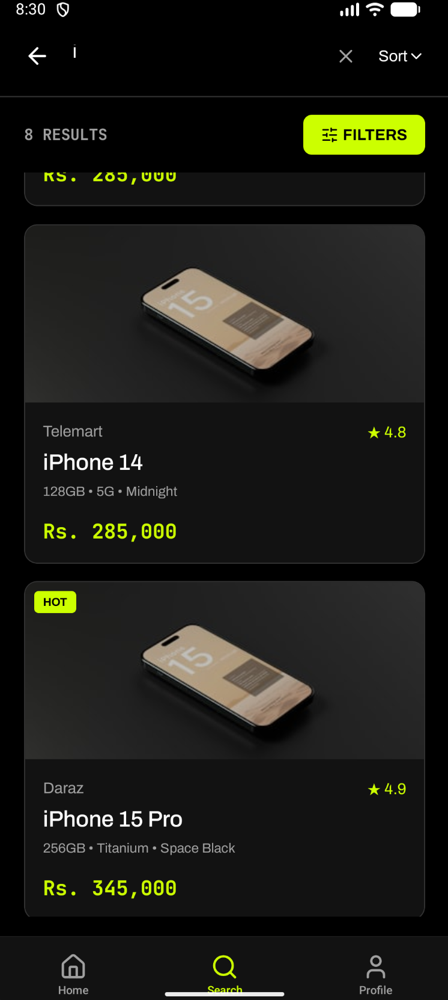 8:30
i
Sort
8 RESULTS
FILTERS
Rs. 285,000
iPhone
15
Telemart
★ 4.8
iPhone 14
128GB • 5G • Midnight
Rs. 285,000
HOT
iPhone
15
Daraz
★ 4.9
iPhone 15 Pro
256GB • Titanium • Space Black
Rs. 345,000
Home
Search
Profile